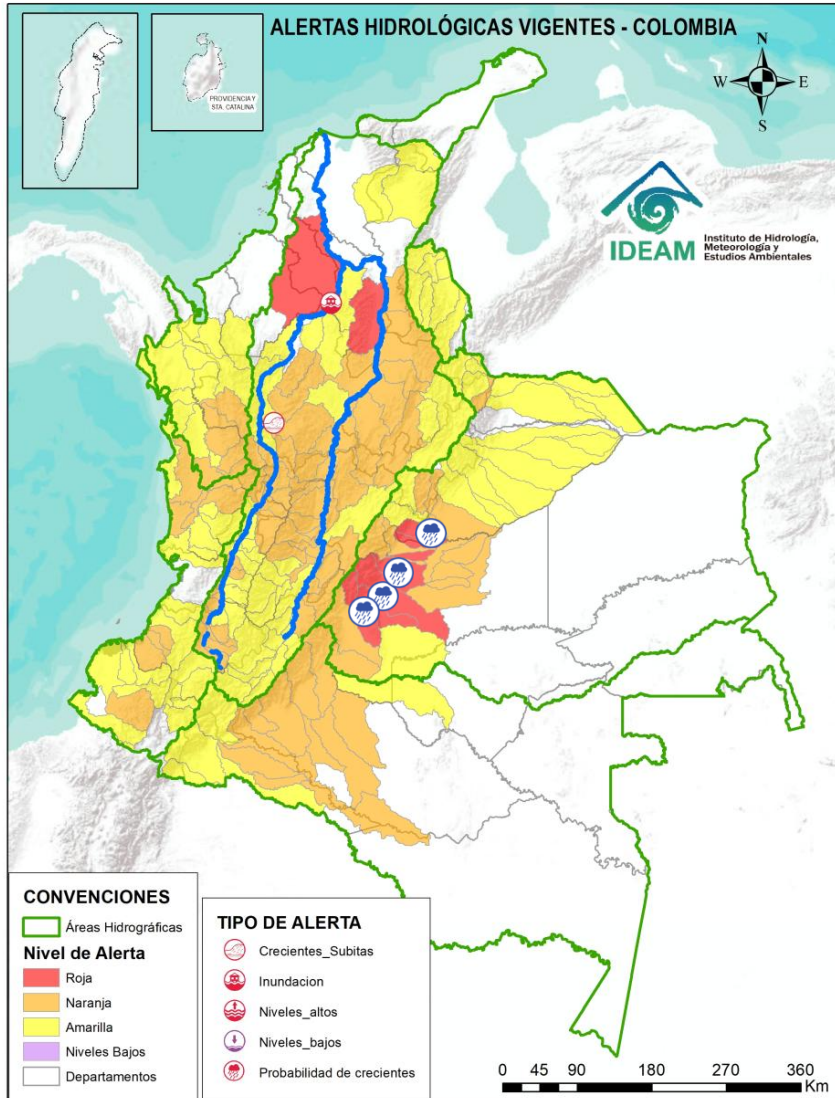 ALERTAS HIDROLÓGICAS VIGENTES - COLOMBIA
PROVIDENCIA Y
STA. CATALINA
N
W
E
S
IDEAM
Instituto de Hidrología,
Meteorología y
Estudios Ambientales
CONVENCIONES
Áreas Hidrográficas
Nivel de Alerta
Roja
Naranja
Amarilla
Niveles Bajos
Departamentos
TIPO DE ALERTA
Crecientes_Subitas
Inundacion
Niveles_altos
Niveles_bajos
Probabilidad de crecientes
0 45 90 180 270 360
Km